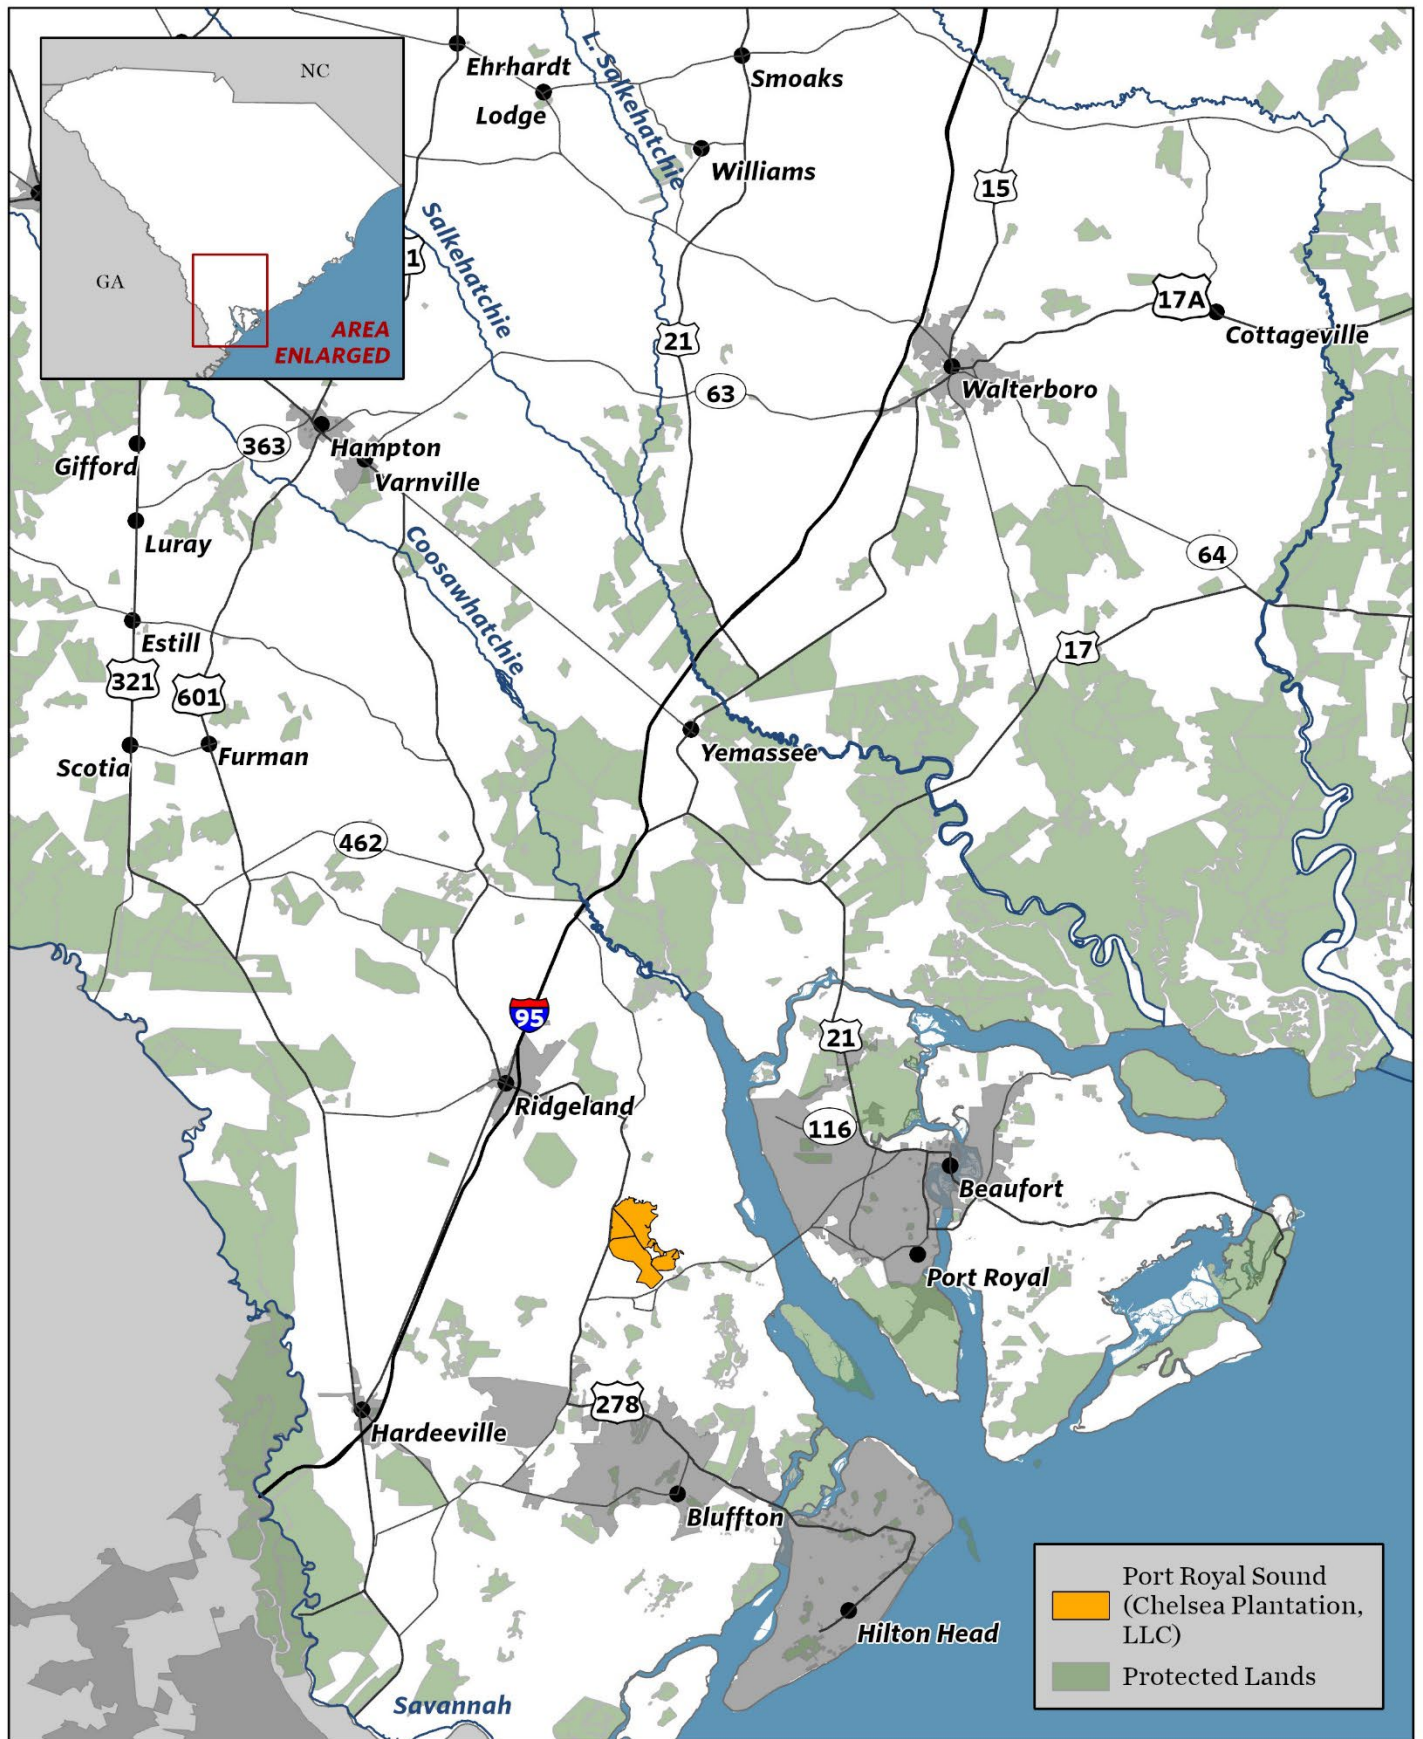 NC
GA
AREA
ENLARGED
Ehrhardt
Lodge
L. Salkehatchie
Smoaks
Williams
15
Salkehatchie
1
21
17A
Cottageville
63
Walterboro
363
Hampton
Varnville
Gifford
Luray
Coosawhatchie
64
Estill
321
601
17
Scotia
Furman
Yemassee
462
95
21
Ridgeland
116
Beaufort
Port Royal
278
Hardeeville
Bluffton
Hilton Head
Savannah
Port Royal Sound
(Chelsea Plantation,
LLC)
Protected Lands